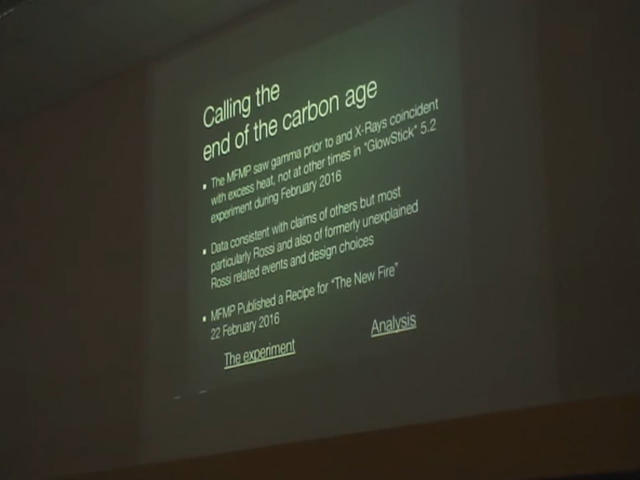 Calling the
end of the carbon age
▪ The MFMP saw gamma prior to and X-Rays coincident
with excess heat, not at other times in "GlowStick" 5.2
experiment during February 2016
▪ Data consistent with claims of others but most
particularly Rossi and also of formerly unexplained
Rossi related events and design choices
▪ MFMP Published a Recipe for "The New Fire"
22 February 2016
The experiment
Analysis